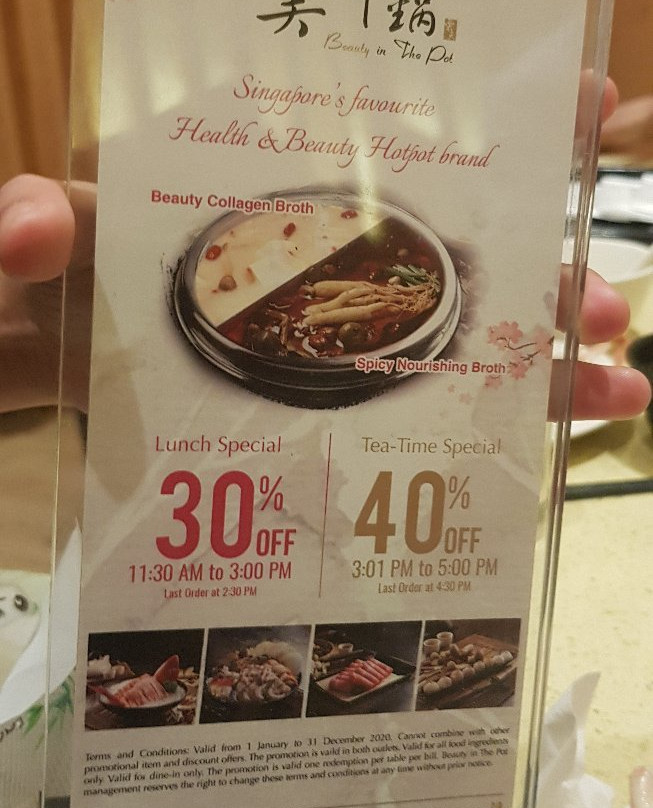 美 鍋
Beauty in The Pot
Singapore's favourite
Health & Beauty Hotpot brand
Beauty Collagen Broth
Spicy Nourishing Broth
Lunch Special
30% OFF
11:30 AM to 3:00 PM
Last Order at 2:30 PM
Tea-Time Special
40% OFF
3:01 PM to 5:00 PM
Last Order at 4:30 PM
Terms and Conditions: Valid from 1 January to 31 December 2020. Cannot combine with other
promotional item and discount offers. The promotion is vaild in both outlets. Valid for all food ingredients
only. Valid for dine-in only. The promotion is valid one redemption per table per bill. Beauty in The Pot
management reserves the right to change these terms and conditions at any time without prior notice.